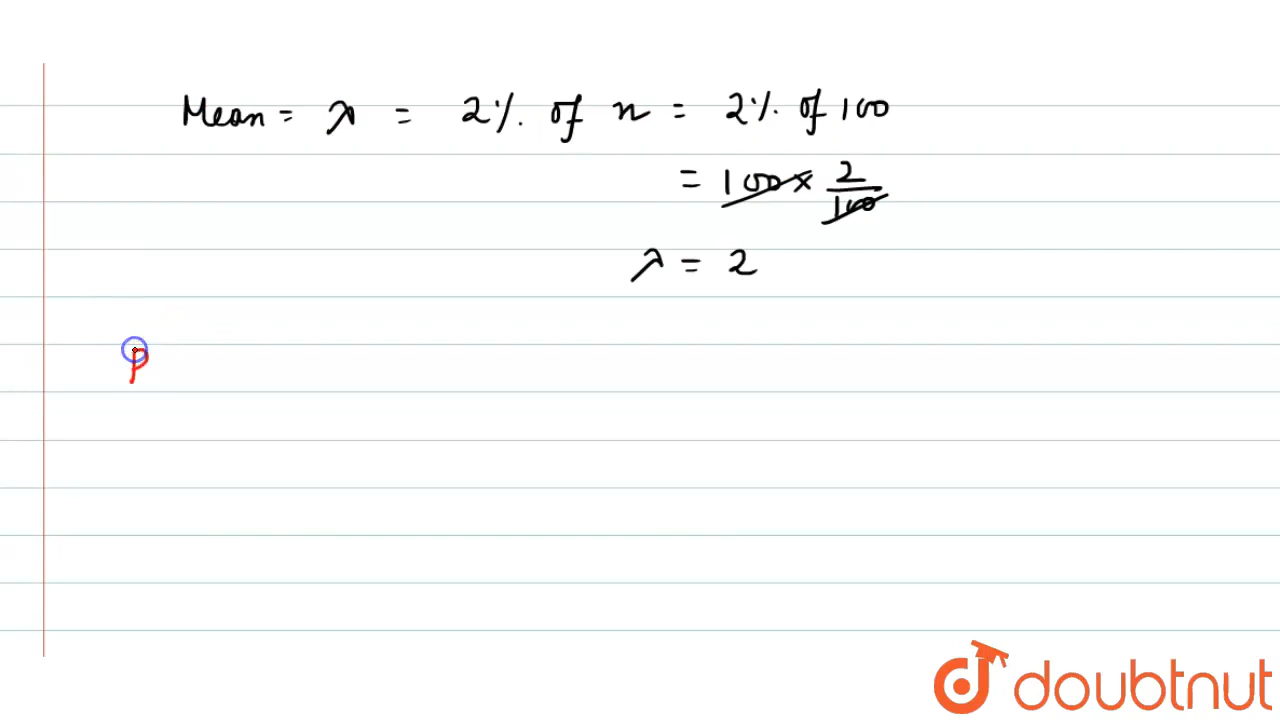 Mean = λ = 2% of n = 2% of 100
= 100 × 2/100
λ = 2
P
doubtnut